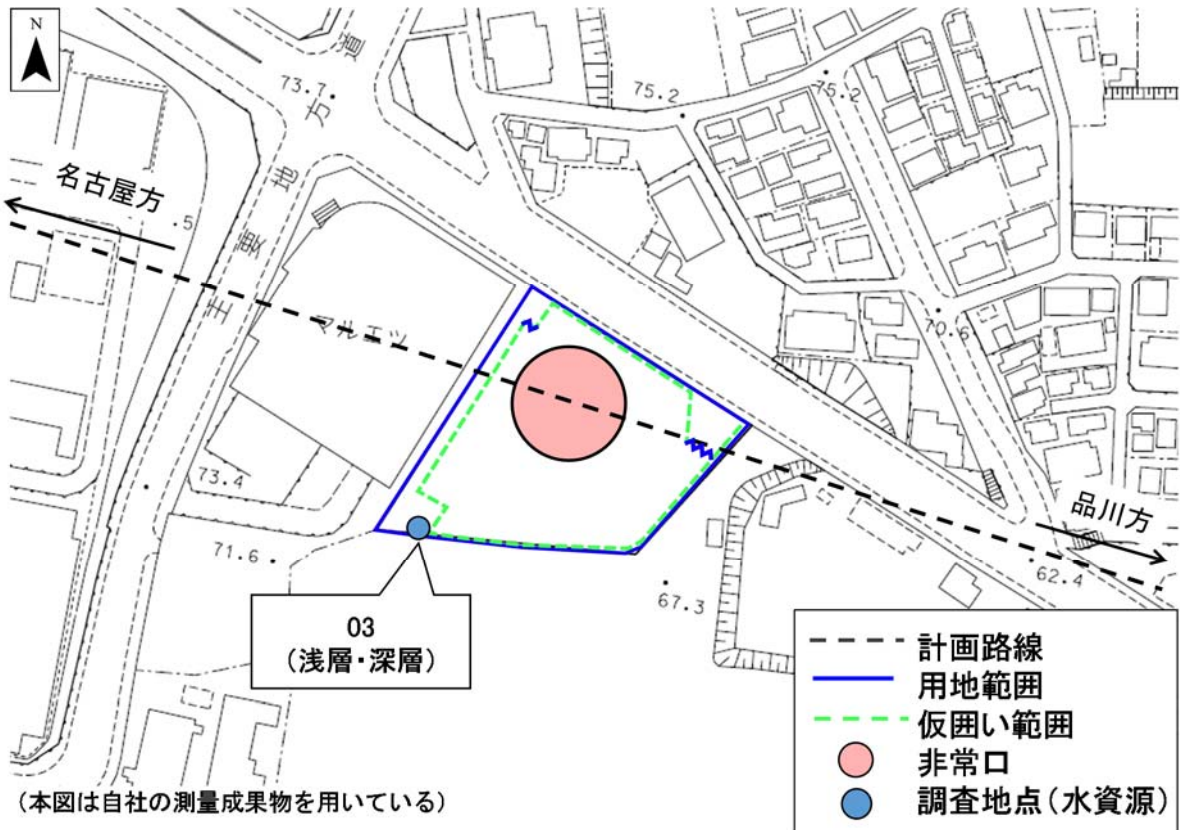 N
73.7
75.2
75.2
主要地方道
名古屋方
.5
マルエツ
70.6
73.4
71.6
品川方
62.4
67.3
03
(浅層・深層)
計画路線
用地範囲
仮囲い範囲
非常口
調査地点(水資源)
(本図は自社の測量成果物を用いている)